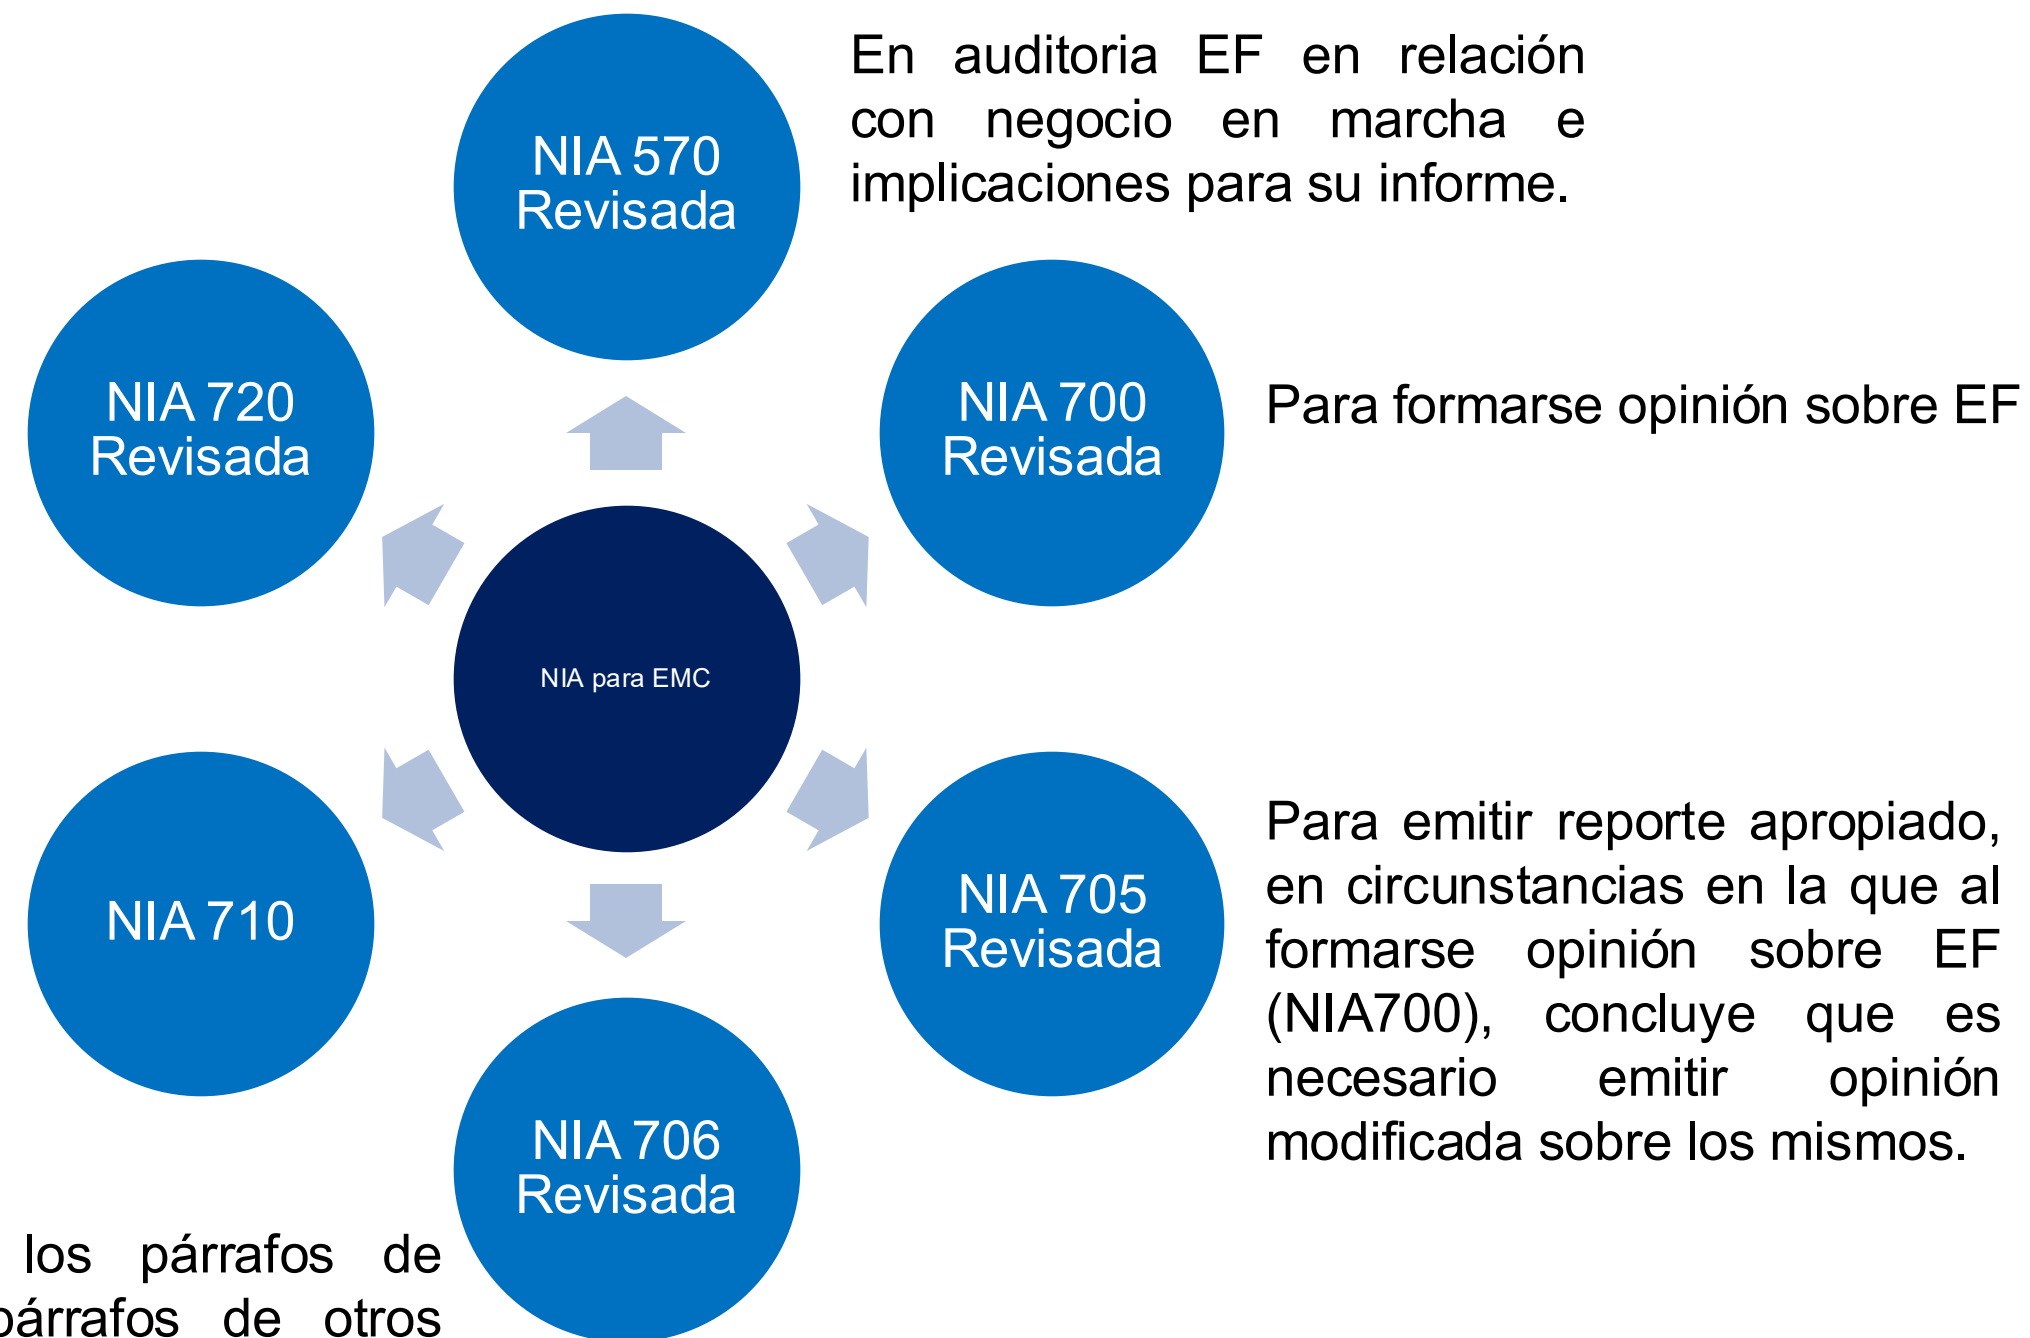 NIA 570
Revisada
En auditoria EF en relación
con negocio en marcha e
implicaciones para su informe.
NIA 720
Revisada
NIA 700
Revisada
Para formarse opinión sobre EF
NIA para EMC
NIA 710
NIA 705
Revisada
Para emitir reporte apropiado,
en circunstancias en la que al
formarse opinión sobre EF
(NIA700), concluye que es
necesario emitir opinión
modificada sobre los mismos.
NIA 706
Revisada
los párrafos de
párrafos de otros